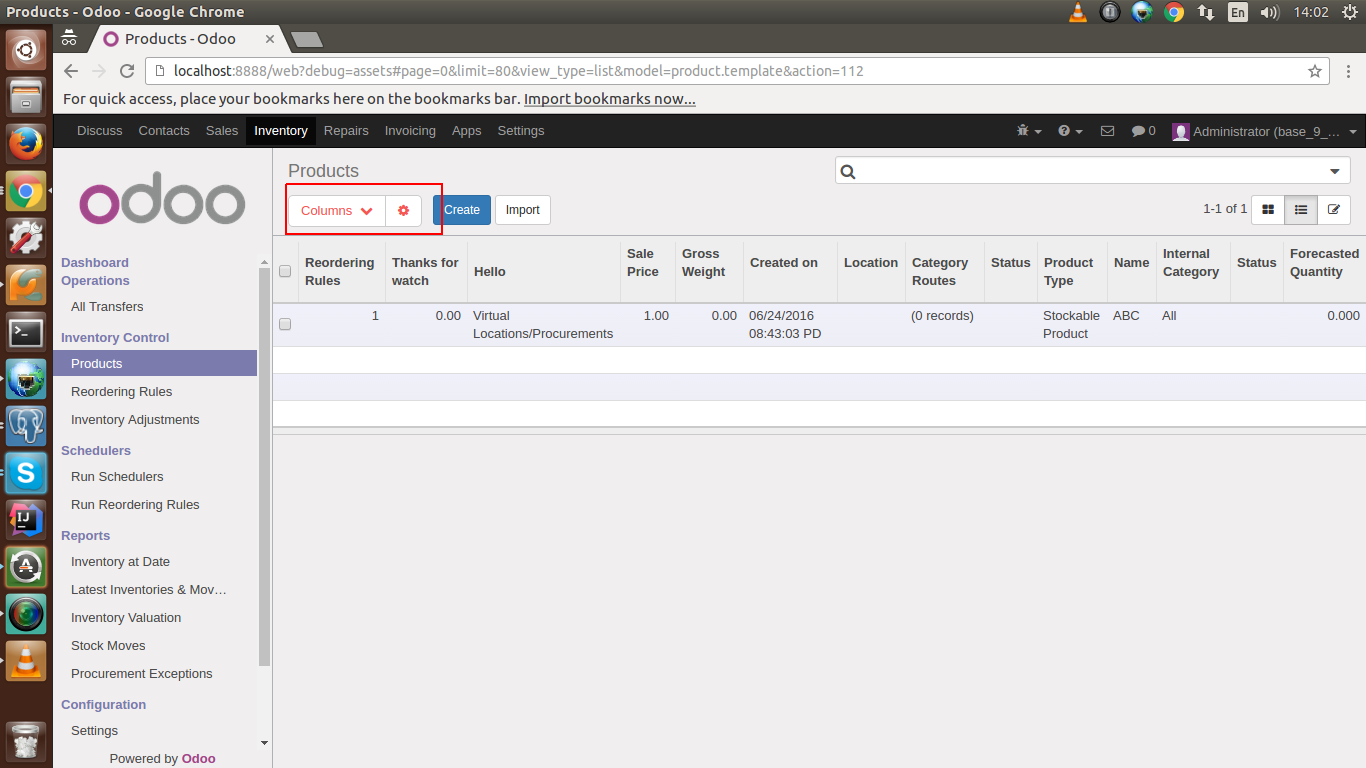 Products - Odoo - Google Chrome
En
14:02
Products - Odoo
localhost:8888/web?debug=assets#page=0&limit=80&view_type=list&model=product.template&action=112
For quick access, place your bookmarks here on the bookmarks bar. Import bookmarks now...
Discuss Contacts Sales Inventory Repairs Invoicing Apps Settings
0
Administrator (base_9_...
odoo
Dashboard
Operations
All Transfers
Inventory Control
Products
Reordering Rules
Inventory Adjustments
Schedulers
Run Schedulers
Run Reordering Rules
Reports
Inventory at Date
Latest Inventories & Mov…
Inventory Valuation
Stock Moves
Procurement Exceptions
Configuration
Settings
Powered by Odoo
Products
Columns
Create
Import
1-1 of 1
Reordering Rules
Thanks for watch
Hello
Sale Price
Gross Weight
Created on
Location
Category Routes
Status
Product Type
Name
Internal Category
Status
Forecasted Quantity
1
0.00
Virtual Locations/Procurements
1.00
0.00
06/24/2016 08:43:03 PD
(0 records)
Stockable Product
ABC
All
0.000
S
IJ
A